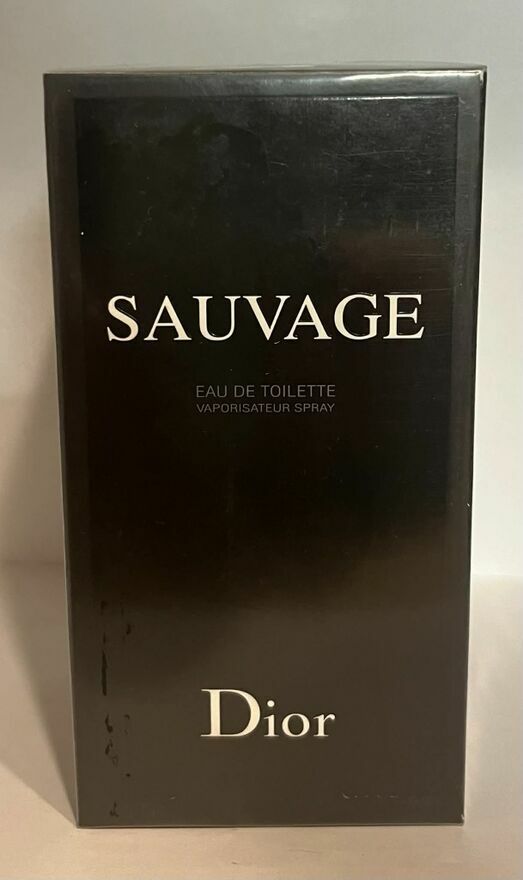 SAUVAGE
EAU DE TOILETTE
VAPORISATEUR SPRAY
Dior